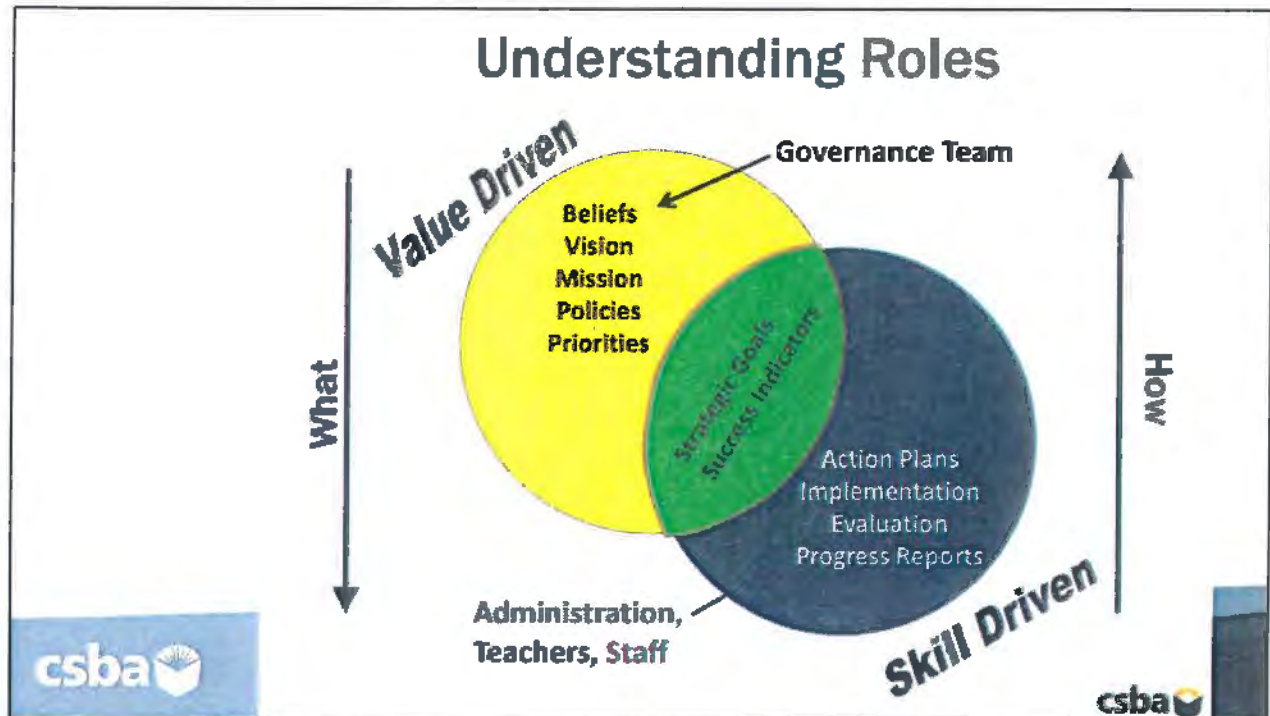 Understanding Roles
Value Driven
Governance Team
Beliefs
Vision
Mission
Policies
Priorities
What
How
Strategic Goals
Success Indicators
Action Plans
Implementation
Evaluation
Progress Reports
Administration,
Teachers, Staff
Skill Driven
csba
csba